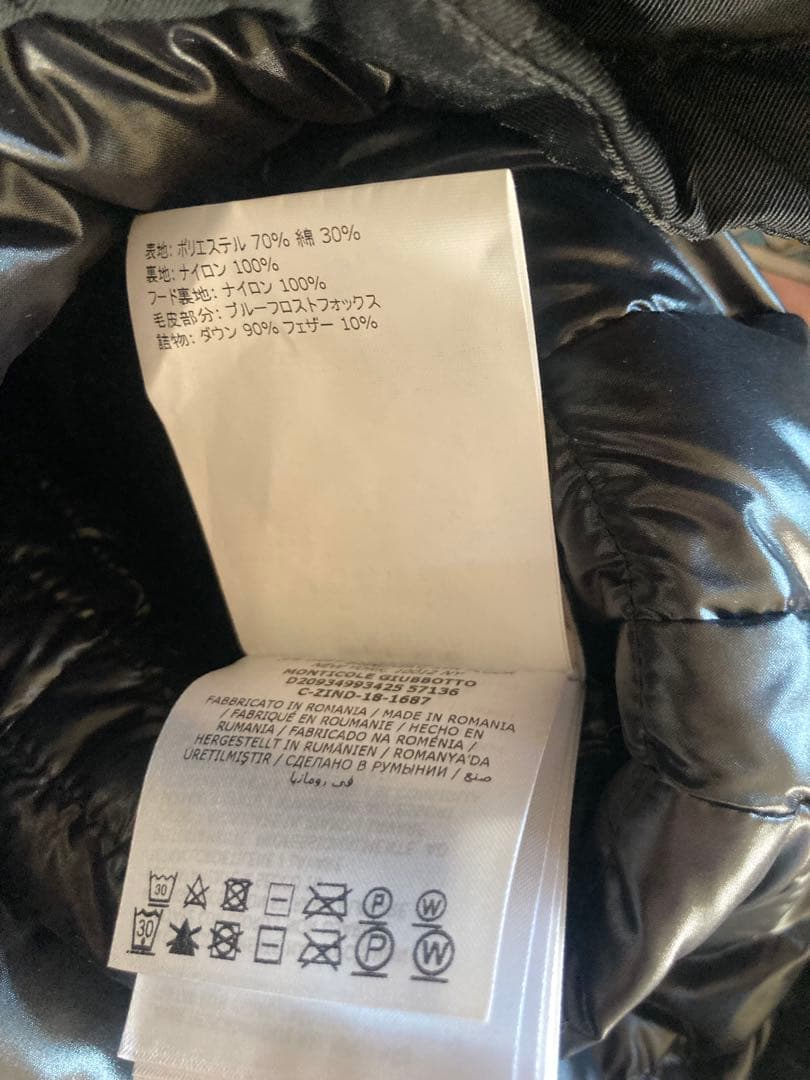 表地: ポリエステル 70% 綿 30%
裏地: ナイロン 100%
フード裏地: ナイロン 100%
毛皮部分: ブルーフロストフォックス
詰物: ダウン 90% フェザー 10%
MONTICOLE GIUBBOTTO
D20934993425 57136
C-ZIND-18-1687
FABBRICATO IN ROMANIA / MADE IN ROMANIA
/ FABRIQUÉ EN ROUMANIE / HECHO EN
RUMANIA / FABRICADO NA ROMÉNIA /
HERGESTELLT IN RUMÄNIEN / ROMANYA'DA
ÜRETILMIŞTIR / СДЕЛАНО В РУМЫНИИ / صنع
في رومانيا
30 P W
30 P W